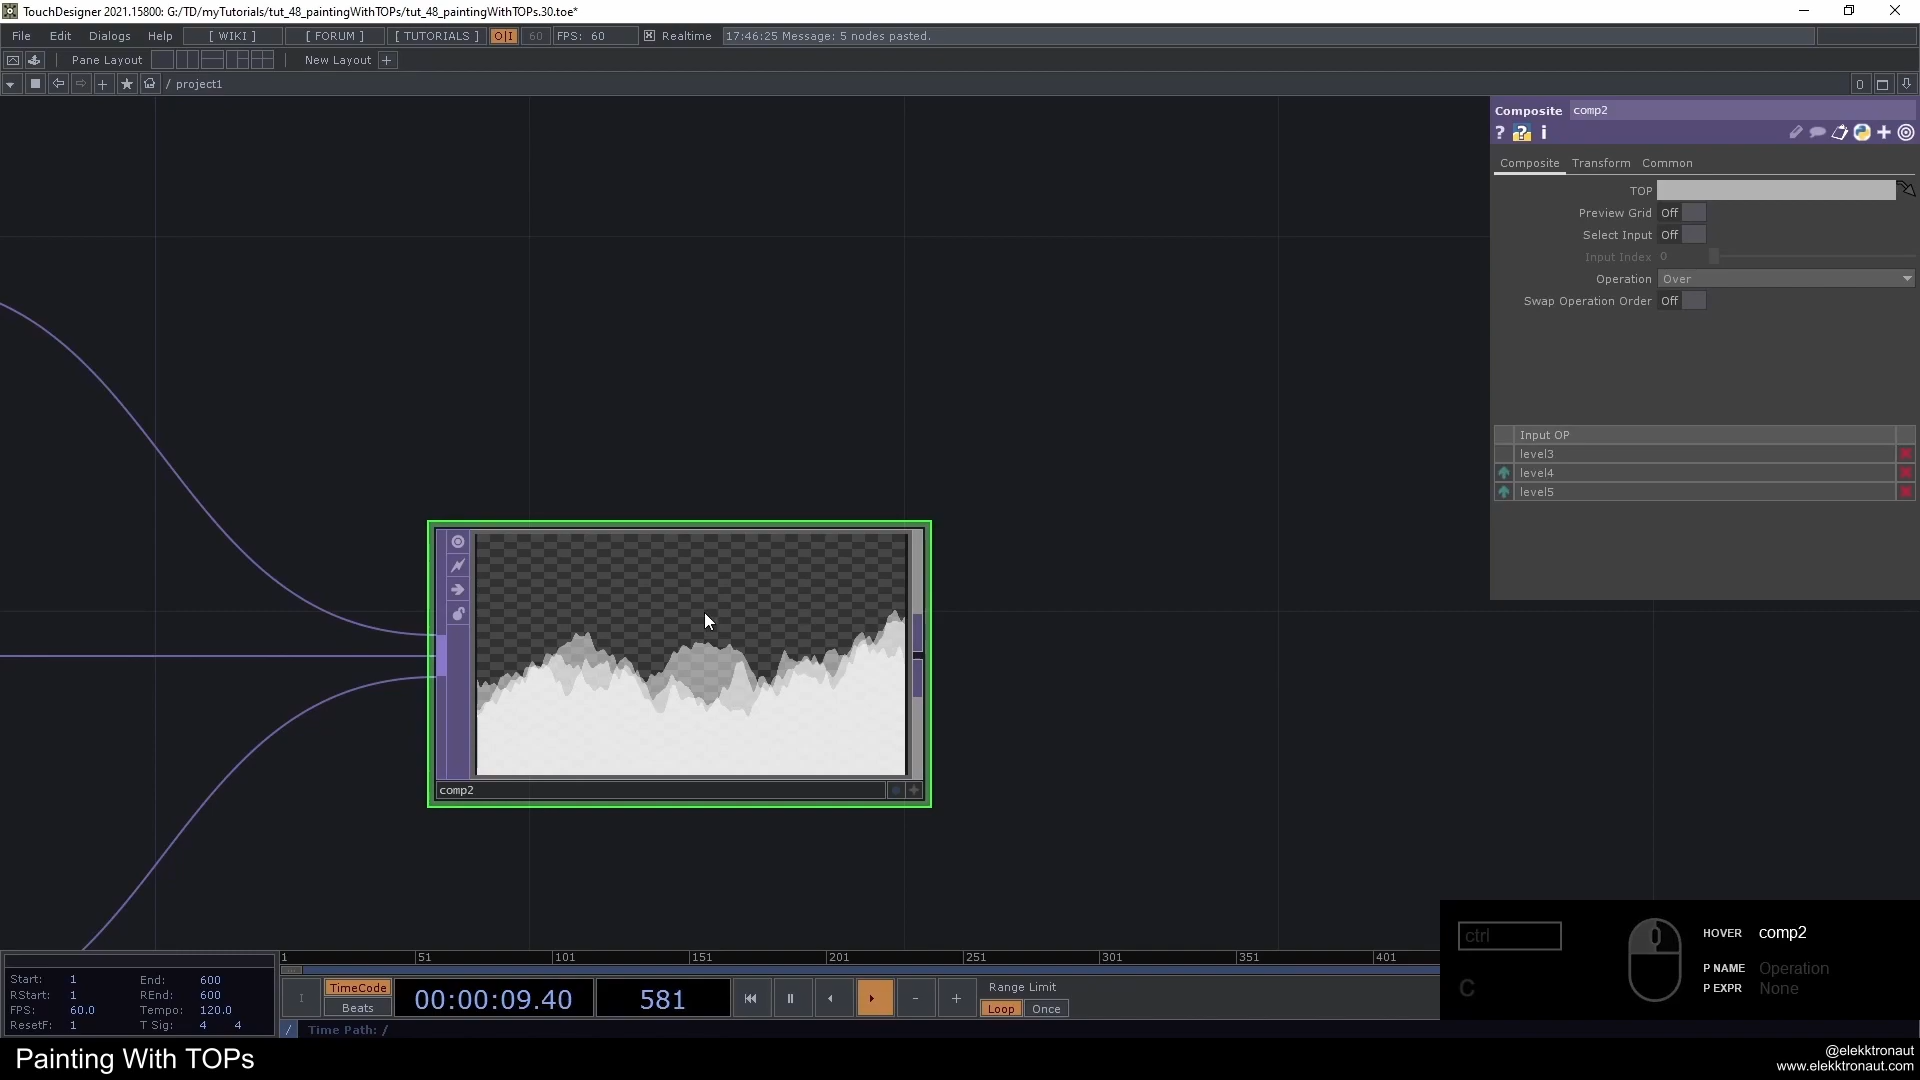 TouchDesigner 2021.15800: G:/TD/myTutorials/tut_48_paintingWithTOPs/tut_48_paintingWithTOPs.30.toe*
File Edit Dialogs Help [ WIKI ] [ FORUM ] [ TUTORIALS ] O|I 60 FPS: 60 Realtime 17:46:25 Message: 5 nodes pasted.
Pane Layout New Layout +
/ project1
0
Composite comp2
? ? i
Composite Transform Common
TOP
Preview Grid Off
Select Input Off
Input Index 0
Operation Over
Swap Operation Order Off
Input OP
level3
level4
level5
comp2
ctrl
C
HOVER comp2
P NAME Operation
P EXPR None
1 51 101 151 201 251 301 351 401
Start: 1 End: 600
RStart: 1 REnd: 600
FPS: 60.0 Tempo: 120.0
ResetF: 1 T Sig: 4 4
I
TimeCode
Beats
00:00:09.40
581
- +
Range Limit
Loop Once
/ Time Path: /
Painting With TOPs
@elekktronaut
www.elekktronaut.com